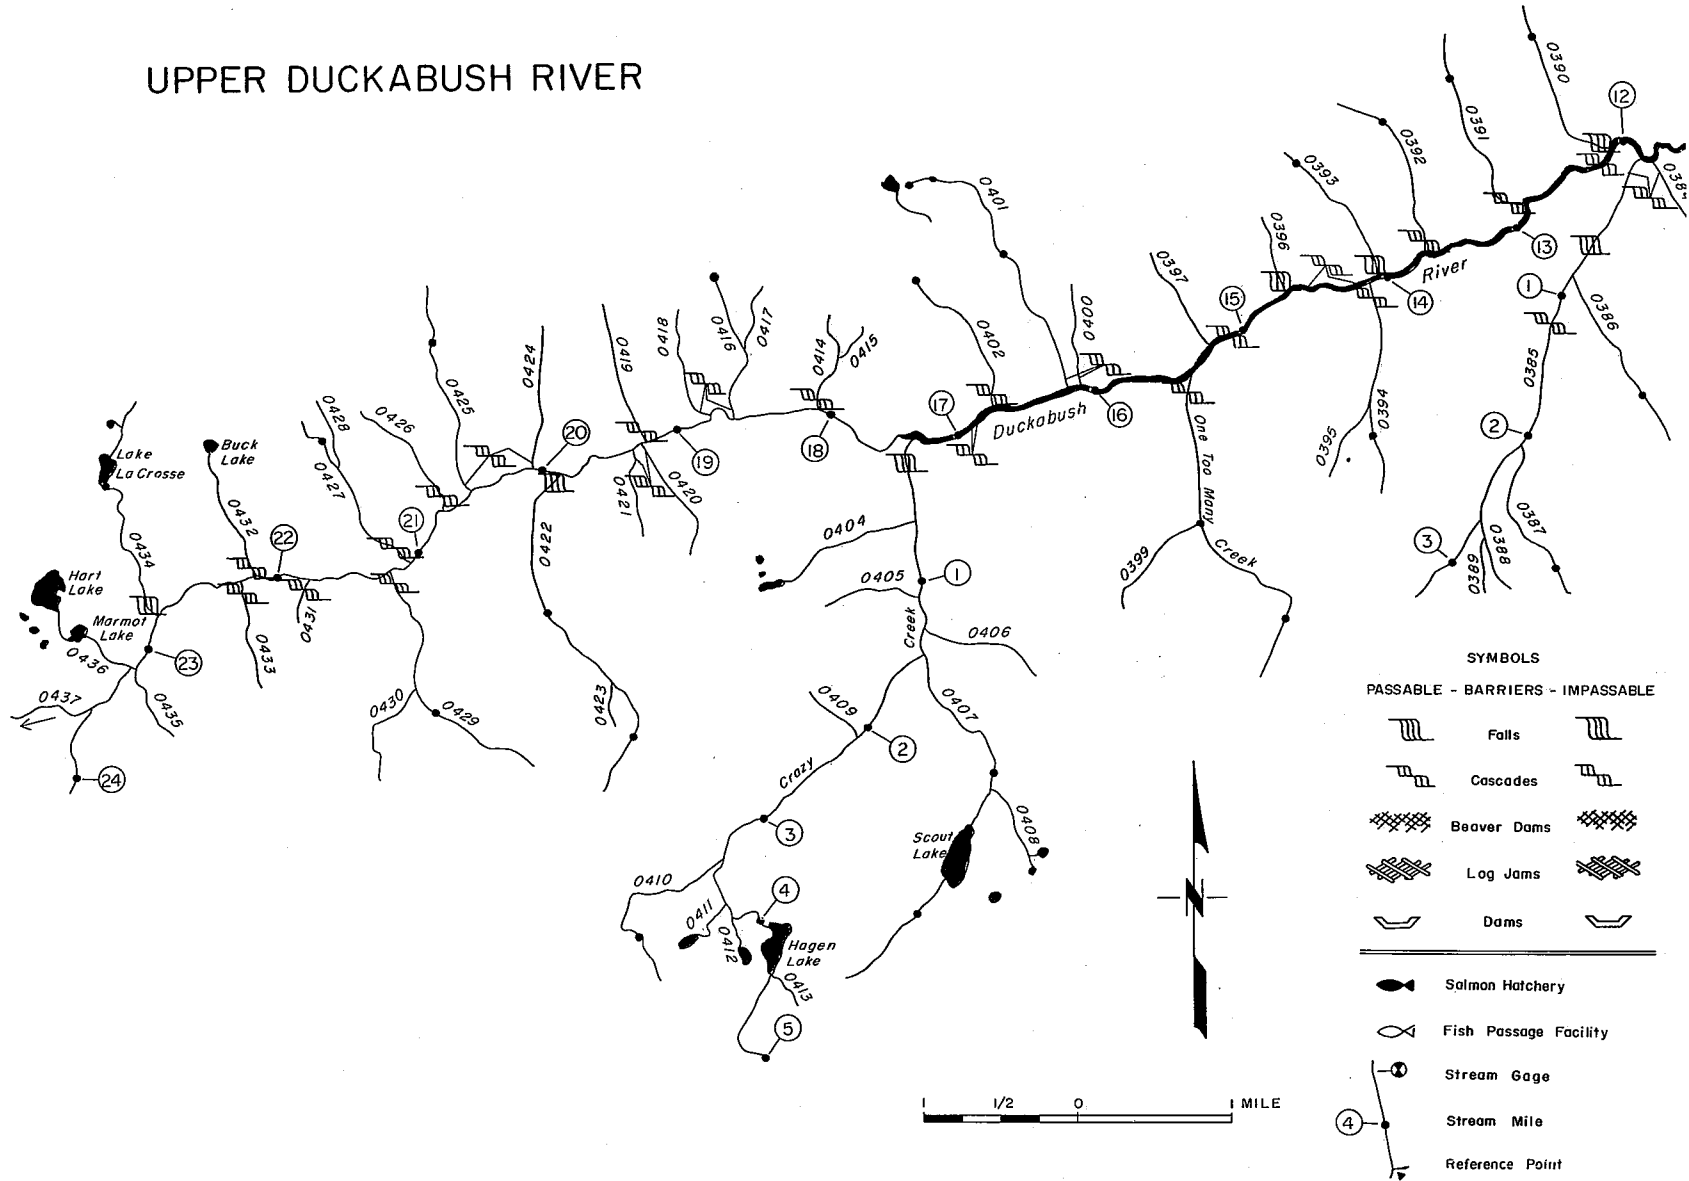 UPPER DUCKABUSH RIVER
0390
12
0391
0392
0393
0384
0401
0396
13
River
14
0397
15
1
0386
0400
0385
0402
0418
0416
0417
0414
0415
0419
0424
0425
16
17
Duckabush
18
19
20
0394
0395
2
One Too Many
Creek
0428
0426
0427
Buck
Lake
Lake
La Crosse
0420
0421
0422
21
22
0432
0434
0404
0387
0388
0389
3
0399
0405
1
Hart
Lake
Marmot
Lake
0431
0433
0436
23
Creek
0406
0437
0435
0430
0429
0423
0409
0407
2
24
Crazy
3
Scout
Lake
0408
0410
4
0411
0412
Hagen
Lake
0413
5
N
SYMBOLS
PASSABLE - BARRIERS - IMPASSABLE
Falls
Cascades
Beaver Dams
Log Jams
Dams
Salmon Hatchery
Fish Passage Facility
Stream Gage
4
Stream Mile
Reference Point
1 1/2 0 1 MILE